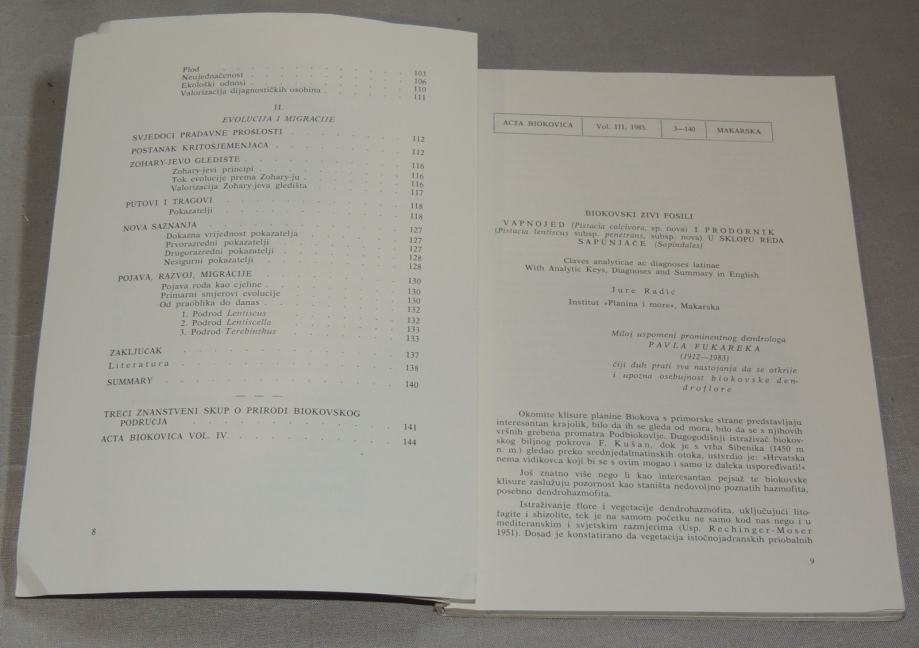 Plod . . . . . . . . . . 103
Neujednačenost . . . . . . . . . . 106
Ekološki odnosi . . . . . . . . . . 110
Valorizacija dijagnostičkih osobina . . . . . . . . . . 111
II.
EVOLUCIJA I MIGRACIJE
SVJEDOCI PRADAVNE PROŠLOSTI . . . . . . . . . . 112
POSTANAK KRITOSJEMENJAČA . . . . . . . . . . 112
ZOHARY-JEVO GLEDIŠTE . . . . . . . . . . 116
Zohary-jevi principi . . . . . . . . . . 116
Tok evolucije prema Zohary-ju . . . . . . . . . . 116
Valorizacija Zohary-jeva gledišta . . . . . . . . . . 117
PUTOVI I TRAGOVI . . . . . . . . . . 118
Pokazatelji . . . . . . . . . . 118
NOVA SAZNANJA . . . . . . . . . . 127
Dokazna vrijednost pokazatelja . . . . . . . . . . 127
Prvorazredni pokazatelji . . . . . . . . . . 127
Drugorazredni pokazatelji . . . . . . . . . . 128
Nesigurni pokazatelji . . . . . . . . . . 128
POJAVA, RAZVOJ, MIGRACIJE . . . . . . . . . . 130
Pojava roda kao cjeline . . . . . . . . . . 130
Primarni smjerovi evolucije . . . . . . . . . . 130
Od praoblika do danas . . . . . . . . . . 132
1. Podrod Lentiscus . . . . . . . . . . 132
2. Podrod Lentiscella . . . . . . . . . . 133
3. Podrod Terebinthus . . . . . . . . . . 133
ZAKLJUČAK . . . . . . . . . . 137
Literatura . . . . . . . . . . 138
SUMMARY . . . . . . . . . . 140
— — —
TREĆI ZNANSTVENI SKUP O PRIRODI BIOKOVSKOG
PODRUČJA . . . . . . . . . . 141
ACTA BIOKOVICA VOL. IV. . . . . . . . . . . 144
8
ACTA BIOKOVICA Vol. III, 1983. 3—140 MAKARSKA
BIOKOVSKI ŽIVI FOSILI
VAPNOJED (Pistacia calcivora, sp. nova) I PRODORNIK
(Pistacia lentiscus subsp. penetrans, subsp. nova) U SKLOPU REDA
SAPUNJAČE (Sapindales)
Claves analyticae ac diagnoses latinae
With Analytic Keys, Diagnoses and Summary in English
Jure Radić
Institut »Planina i more«, Makarska
Miloj uspomeni prominentnog dendrologa
PAVLA FUKAREKA
(1912—1983)
čiji duh prati sva nastojanja da se otkrije
i upozna osebujnost biokovske den-
droflore
Okomite klisure planine Biokova s primorske strane predstavljaju
interesantan krajolik, bilo da ih se gleda od mora, bilo da se s njihovih
vršnih grebena promatra Podbiokovlje. Dugogodišnji istraživač biokov-
skog biljnog pokrova F. Kušan, dok je s vrha Šibenika (1450 m
n. m.) gledao preko srednjedalmatinskih otoka, ustvrdio je: »Hrvatska
nema vidikovca koji bi se s ovim mogao i samo iz daleka uspoređivati!«
Još znatno više nego li kao interesantan pejsaž te biokovske
klisure zaslužuju pozornost kao staništa nedovoljno poznatih hazmofita,
posebno dendrohazmofita.
Istraživanje flore i vegetacije dendrohazmofita, uključujući lito-
fagite i shizolite, tek je na samom početku ne samo kod nas nego i u
mediteranskim i svjetskim razmjerima (Usp. Rechinger-Moser
1951). Dosad je konstatirano da vegetacija istočnojadranskih priobalnih
9